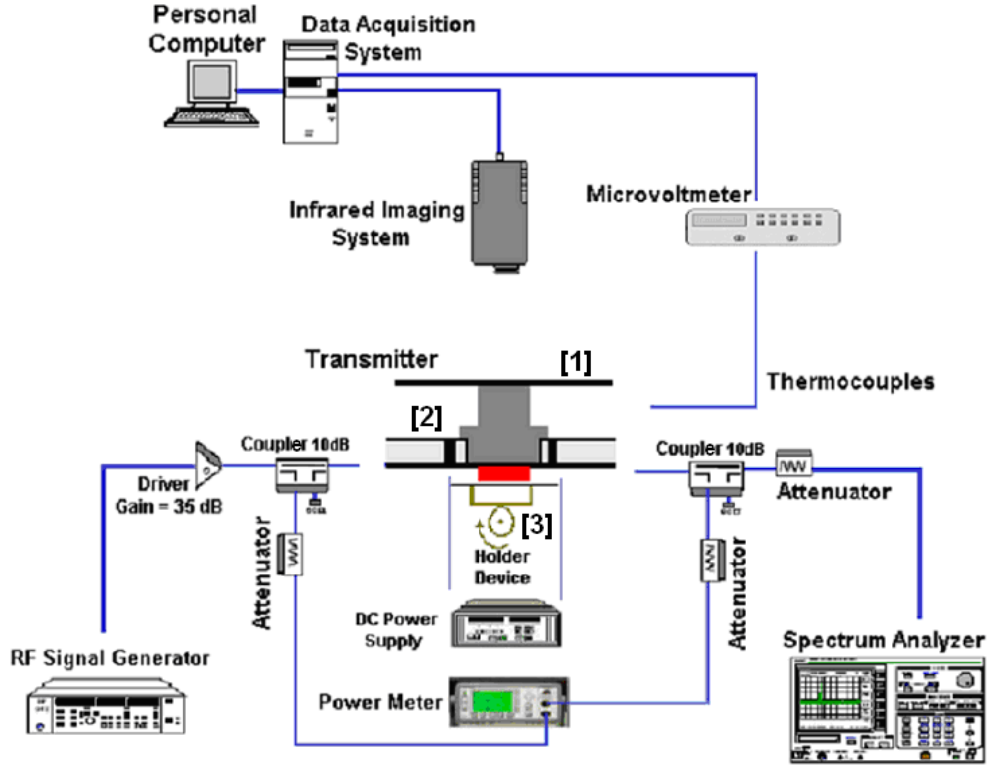 Personal
Computer
Data Acquisition
System
Infrared Imaging
System
Microvoltmeter
Transmitter
[1]
Thermocouples
[2]
Coupler 10dB
Driver
Gain = 35 dB
Coupler 10dB
Attenuator
[3]
Holder
Device
Attenuator
Attenuator
DC Power
Supply
RF Signal Generator
Power Meter
Spectrum Analyzer